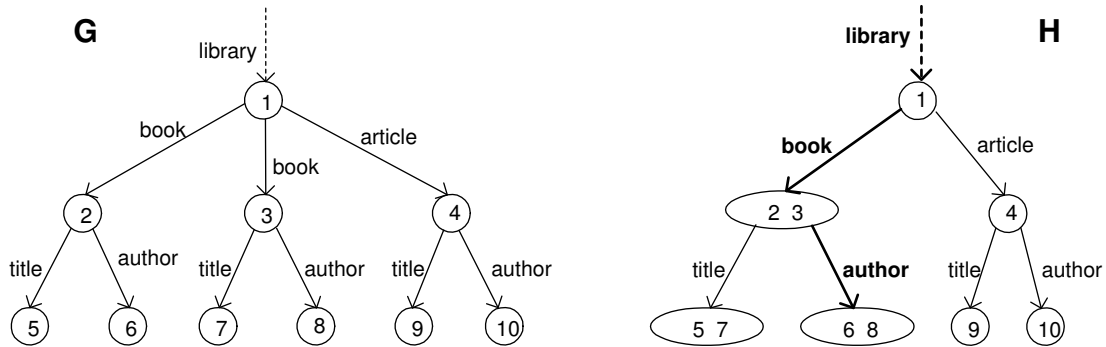 G
H
library
library
1
1
book
book
article
book
article
2
3
4
2 3
4
title
author
title
author
title
author
title
author
title
author
5
6
7
8
9
10
5 7
6 8
9
10